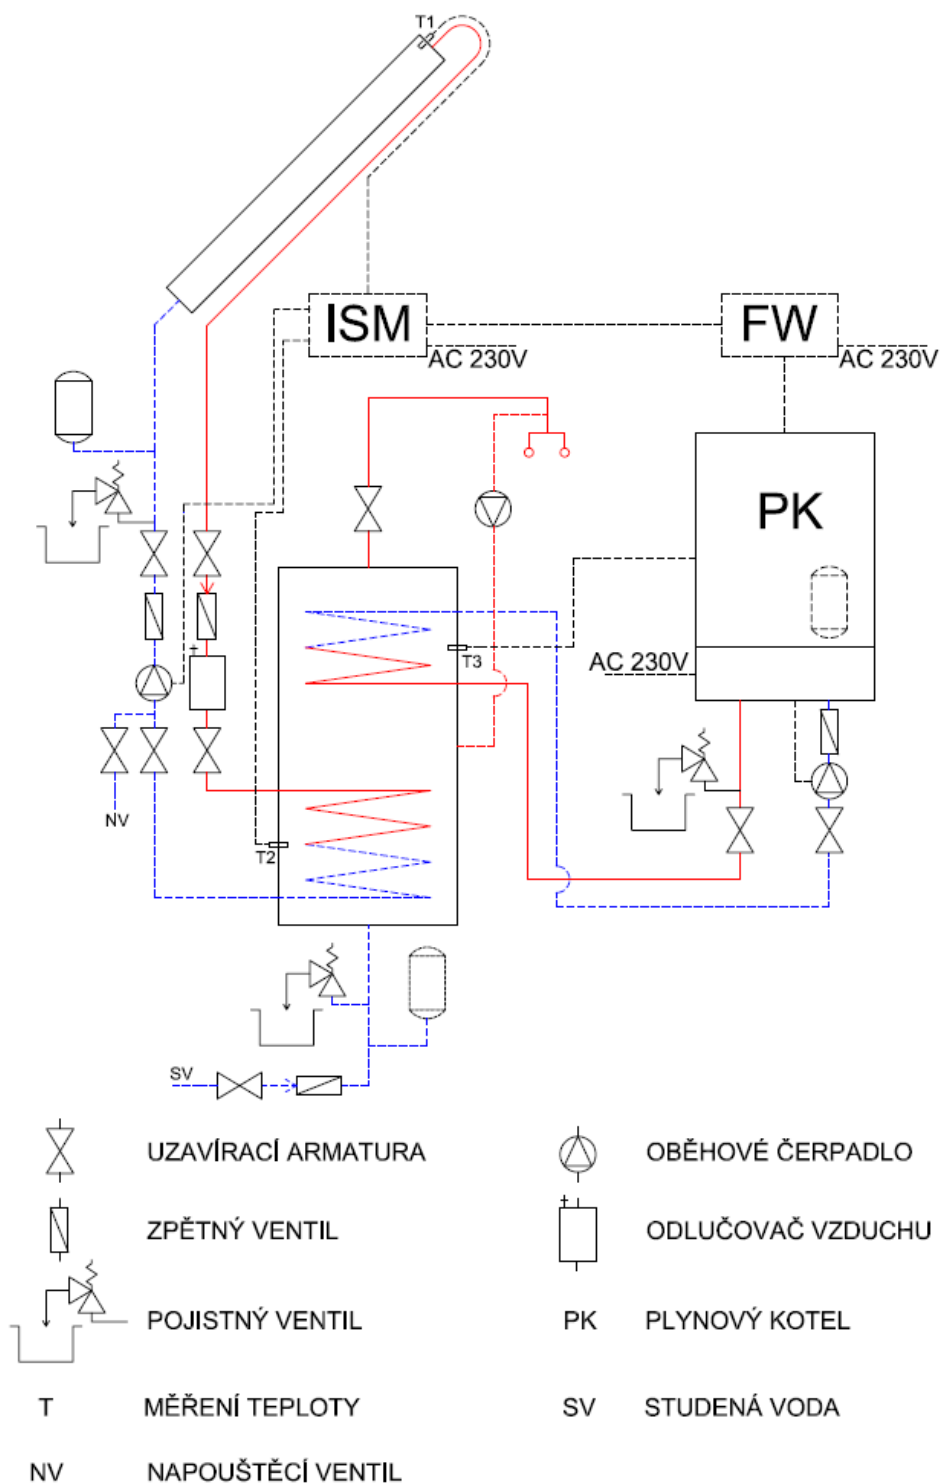 T1
ISM
FW
AC 230V
AC 230V
PK
T3
AC 230V
NV
T2
SV
UZAVÍRACÍ ARMATURA
OBĚHOVÉ ČERPADLO
ZPĚTNÝ VENTIL
ODLUČOVAČ VZDUCHU
POJISTNÝ VENTIL
PK PLYNOVÝ KOTEL
T MĚŘENÍ TEPLOTY
SV STUDENÁ VODA
NV NAPOUŠTĚCÍ VENTIL